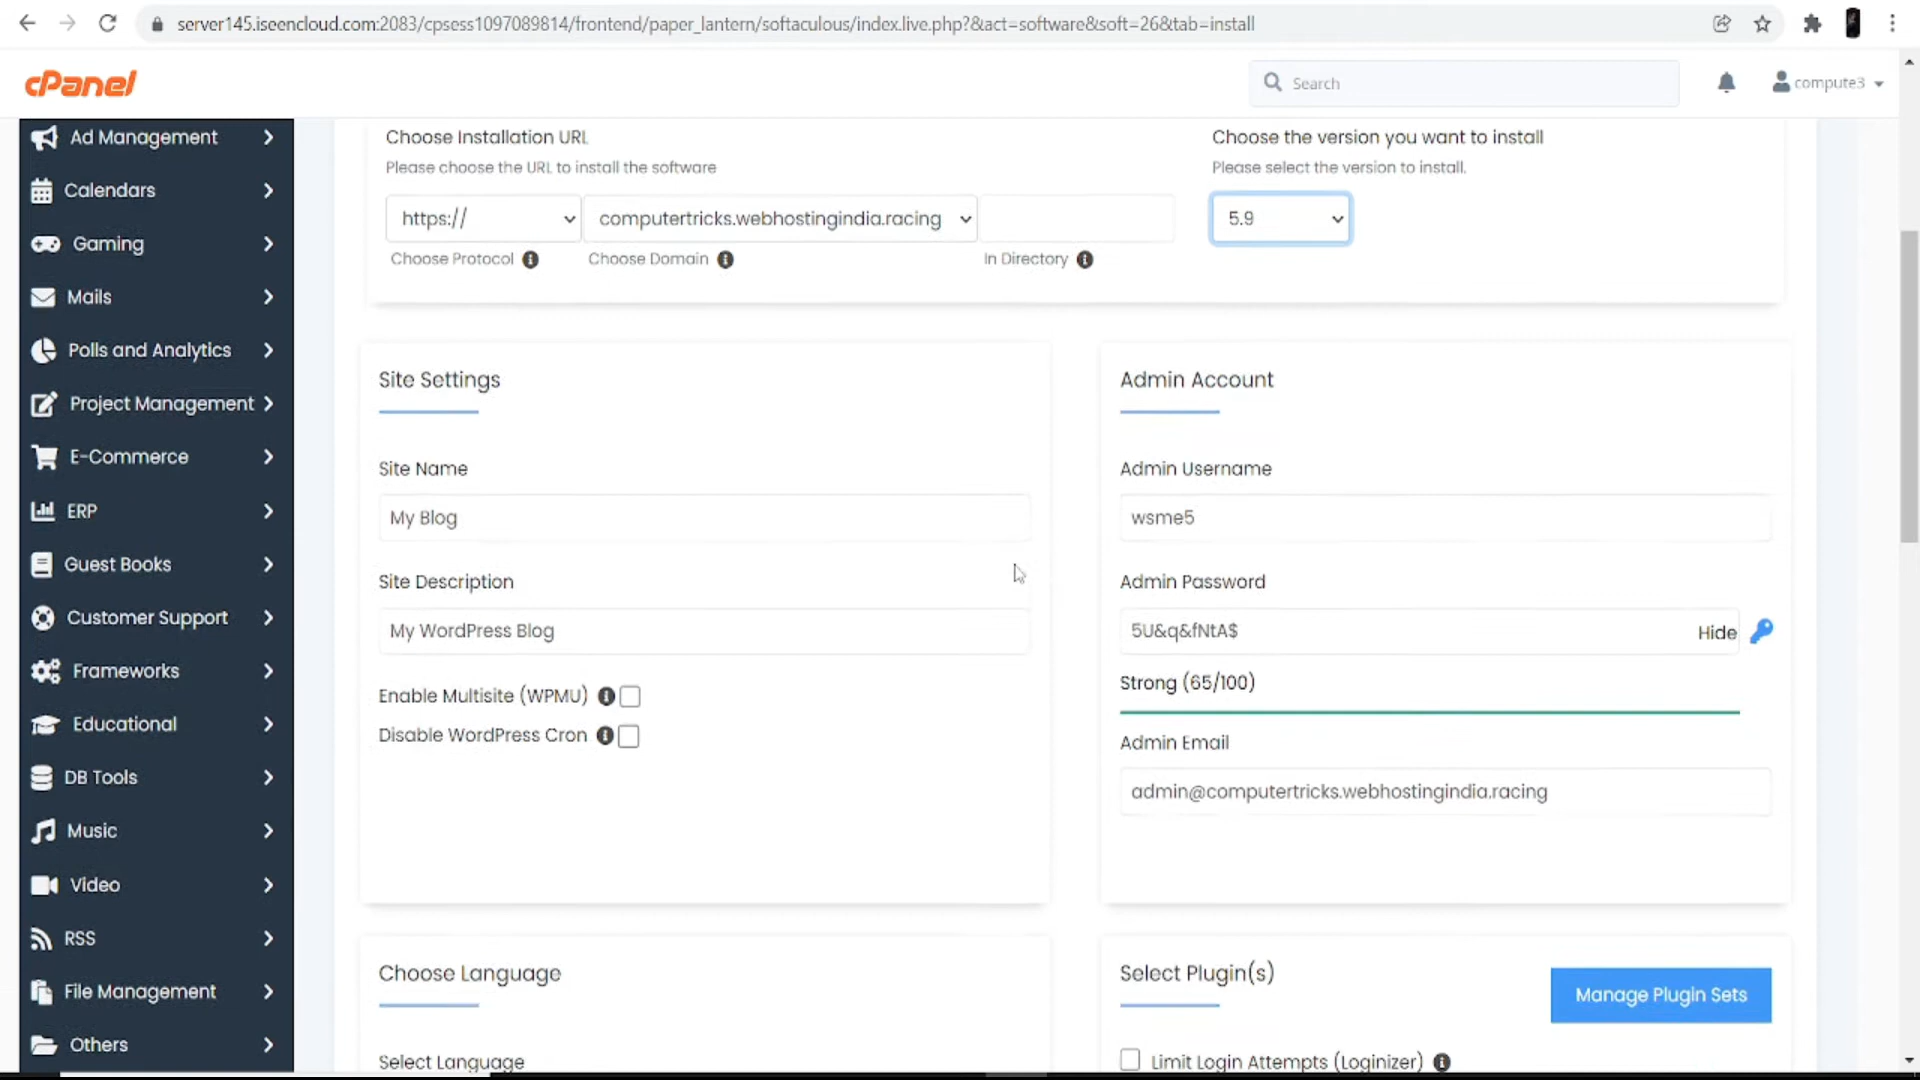 server145.iseencloud.com:2083/cpsess1097089814/frontend/paper_lantern/softaculous/index.live.php?&act=software&soft=26&tab=install
cPanel
Search
compute3
Ad Management
Calendars
Gaming
Mails
Polls and Analytics
Project Management
E-Commerce
ERP
Guest Books
Customer Support
Frameworks
Educational
DB Tools
Music
Video
RSS
File Management
Others
Choose Installation URL
Please choose the URL to install the software
https://
computertricks.webhostingindia.racing
Choose Protocol
Choose Domain
In Directory
Choose the version you want to install
Please select the version to install.
5.9
Site Settings
Site Name
My Blog
Site Description
My WordPress Blog
Enable Multisite (WPMU)
Disable WordPress Cron
Admin Account
Admin Username
wsme5
Admin Password
5U&q&fNtA$
Hide
Strong (65/100)
Admin Email
admin@computertricks.webhostingindia.racing
Choose Language
Select Language
Select Plugin(s)
Manage Plugin Sets
Limit Login Attempts (Loginizer)